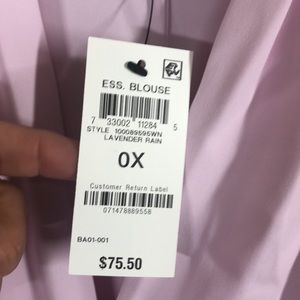 ESS. BLOUSE
7 33002 11284 5
STYLE 100089595WN
LAVENDER RAIN
0X
Customer Return Label
071478889558
BA01-001
$75.50